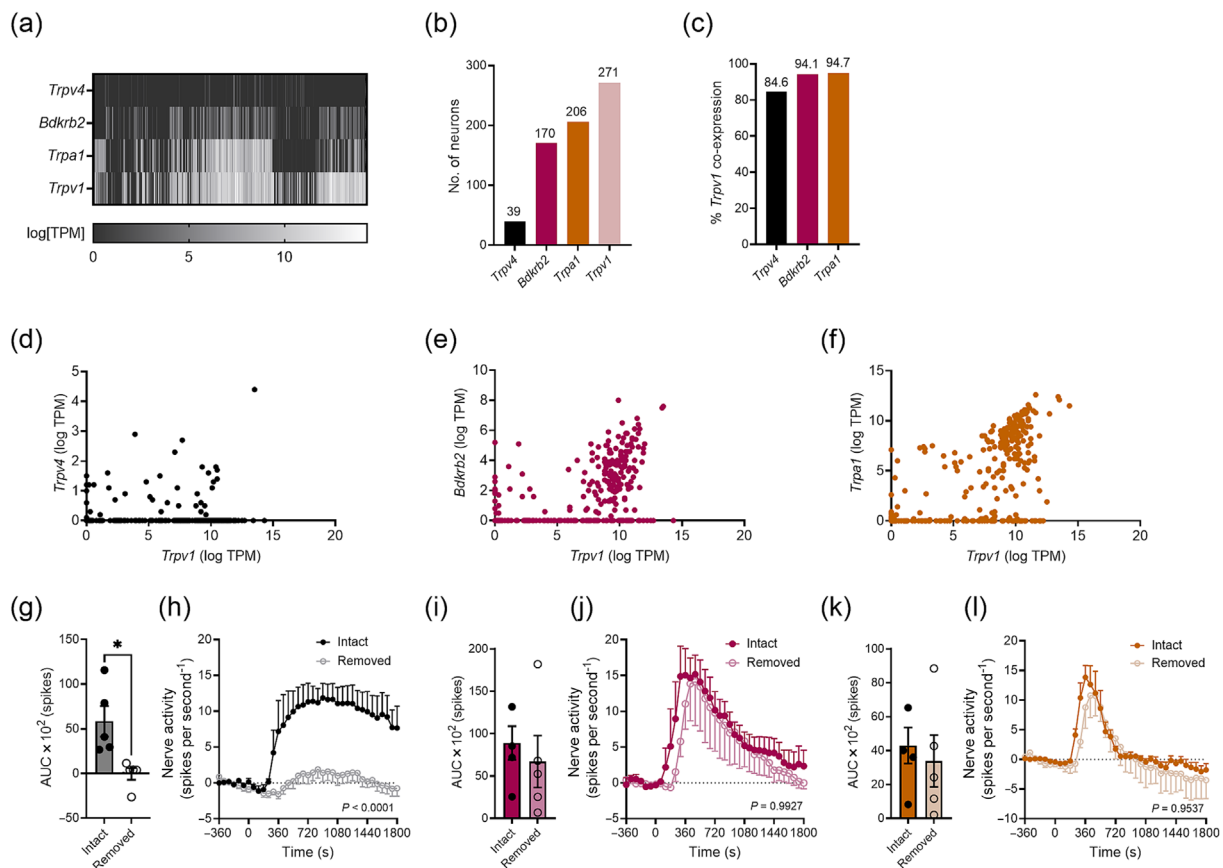 (a)
Trpv4
Bdkrb2
Trpa1
Trpv1
log[TPM]
0 5 10
(b)
No. of neurons
300
200
100
0
39
170
206
271
Trpv4
Bdkrb2
Trpa1
Trpv1
(c)
% Trpv1 co-expression
100
80
60
40
20
0
84.6
94.1
94.7
Trpv4
Bdkrb2
Trpa1
(d)
Trpv4 (log TPM)
5
4
3
2
1
0
0 5 10 15 20
Trpv1 (log TPM)
(e)
Bdkrb2 (log TPM)
8
6
4
2
0
0 5 10 15 20
Trpv1 (log TPM)
(f)
Trpa1 (log TPM)
15
10
5
0
0 5 10 15 20
Trpv1 (log TPM)
(g)
AUC × 10² (spikes)
150
100
50
0
−50
*
Intact
Removed
(h)
Nerve activity
(spikes per second⁻¹)
20
15
10
5
0
−5
Intact
Removed
P < 0.0001
−360 0 360 720 1080 1440 1800
Time (s)
(i)
AUC × 10² (spikes)
200
150
100
50
0
Intact
Removed
(j)
Nerve activity
(spikes per second⁻¹)
20
15
10
5
0
−5
Intact
Removed
P = 0.9927
−360 0 360 720 1080 1440 1800
Time (s)
(k)
AUC × 10² (spikes)
100
80
60
40
20
0
Intact
Removed
(l)
Nerve activity
(spikes per second⁻¹)
20
15
10
5
0
−5
−10
Intact
Removed
P = 0.9537
−360 0 360 720 1080 1440 1800
Time (s)